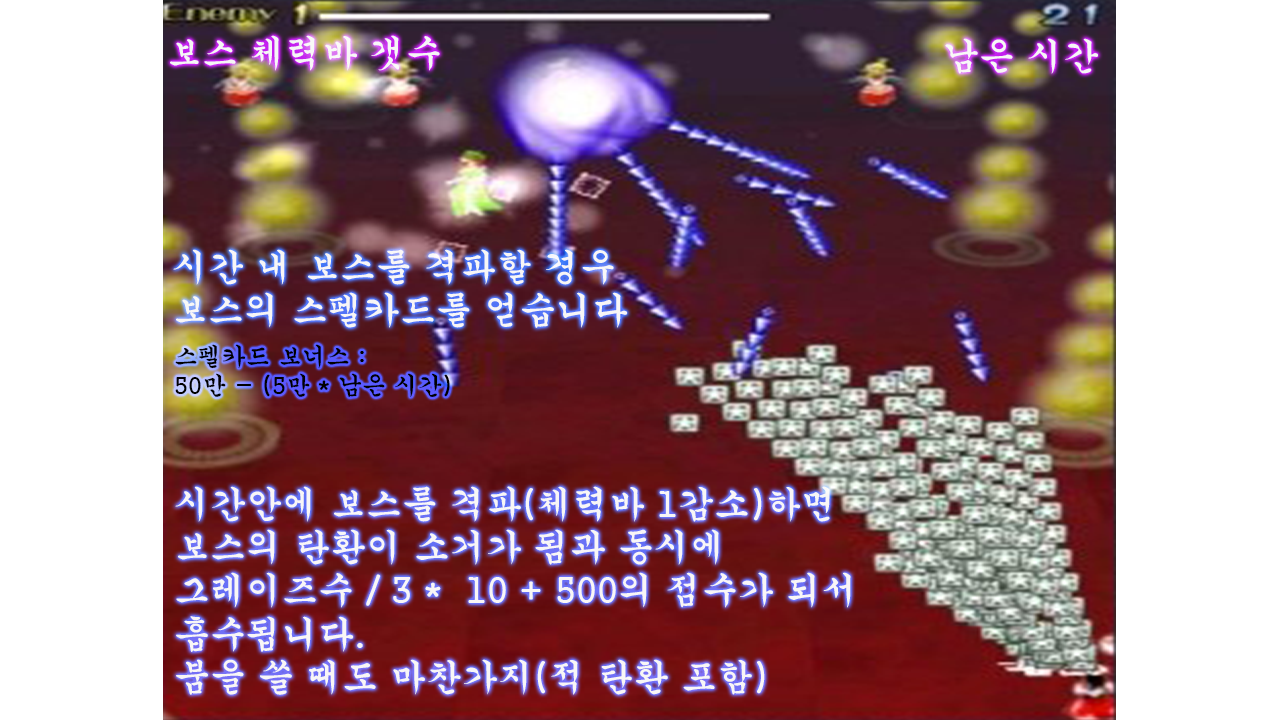 Enemy 1 21
보스 체력바 갯수 남은 시간
시간 내 보스를 격파할 경우
보스의 스펠카드를 얻습니다
스펠카드 보너스 :
50만 - (5만 * 남은 시간)
시간안에 보스를 격파(체력바 1감소)하면
보스의 탄환이 소거가 됨과 동시에
그레이즈수 / 3 * 10 + 500의 점수가 되서
흡수됩니다.
붐을 쓸 때도 마찬가지(적 탄환 포함)